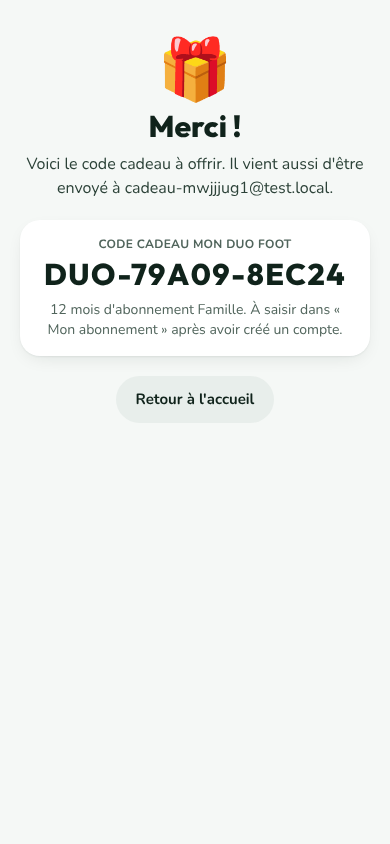 Merci !
Voici le code cadeau à offrir. Il vient aussi d'être
envoyé à cadeau-mwjjjug1@test.local.
CODE CADEAU MON DUO FOOT
DUO-79A09-8EC24
12 mois d'abonnement Famille. À saisir dans «
Mon abonnement » après avoir créé un compte.
Retour à l'accueil